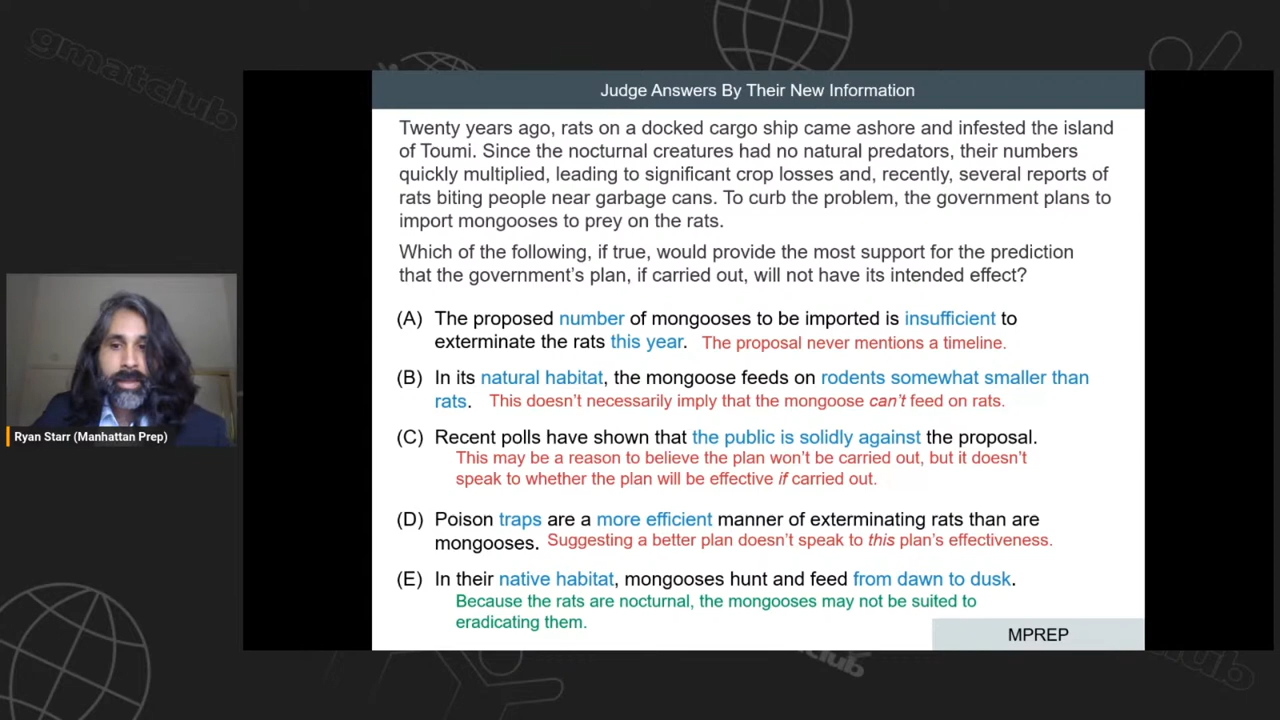 gmatclub
Judge Answers By Their New Information
Twenty years ago, rats on a docked cargo ship came ashore and infested the island
of Toumi. Since the nocturnal creatures had no natural predators, their numbers
quickly multiplied, leading to significant crop losses and, recently, several reports of
rats biting people near garbage cans. To curb the problem, the government plans to
import mongooses to prey on the rats.
Which of the following, if true, would provide the most support for the prediction
that the government's plan, if carried out, will not have its intended effect?
(A) The proposed number of mongooses to be imported is insufficient to
exterminate the rats this year. The proposal never mentions a timeline.
(B) In its natural habitat, the mongoose feeds on rodents somewhat smaller than
rats. This doesn't necessarily imply that the mongoose can't feed on rats.
(C) Recent polls have shown that the public is solidly against the proposal.
This may be a reason to believe the plan won't be carried out, but it doesn't
speak to whether the plan will be effective if carried out.
(D) Poison traps are a more efficient manner of exterminating rats than are
mongooses. Suggesting a better plan doesn't speak to this plan's effectiveness.
(E) In their native habitat, mongooses hunt and feed from dawn to dusk.
Because the rats are nocturnal, the mongooses may not be suited to
eradicating them.
MPREP
Ryan Starr (Manhattan Prep)
club